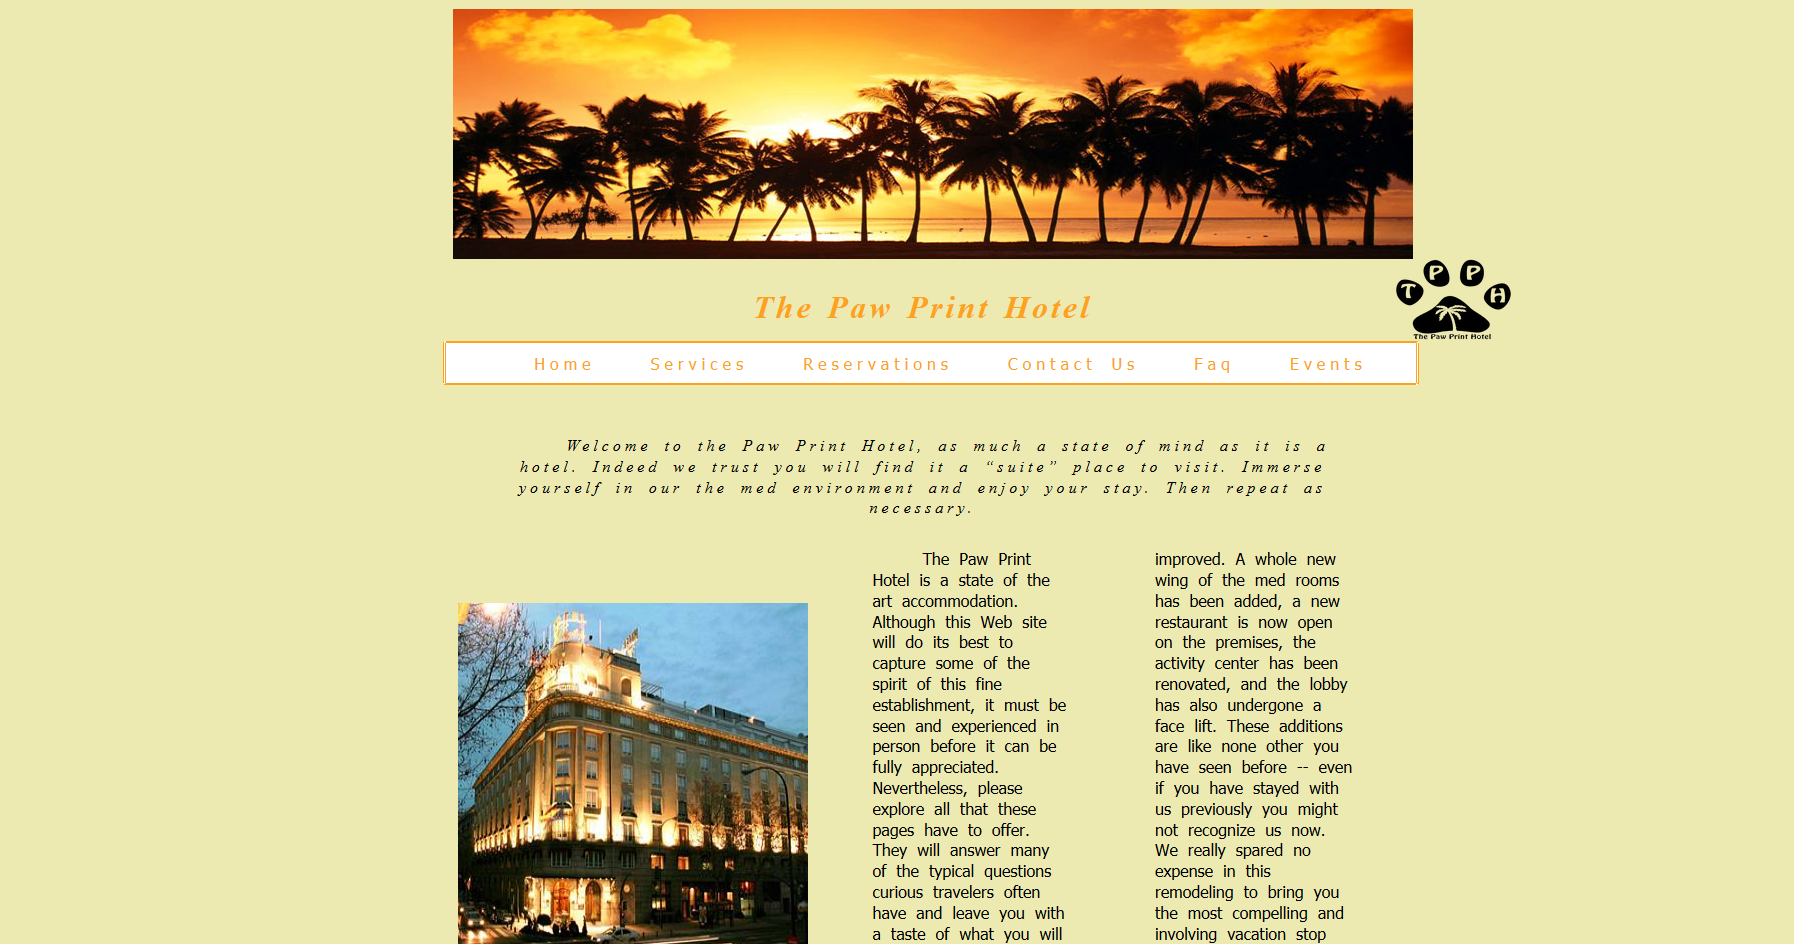 T P P H
The Paw Print Hotel
The Paw Print Hotel
Home Services Reservations Contact Us Faq Events
Welcome to the Paw Print Hotel, as much a state of mind as it is a
hotel. Indeed we trust you will find it a “suite” place to visit. Immerse
yourself in our the med environment and enjoy your stay. Then repeat as
necessary.
The Paw Print
Hotel is a state of the
art accommodation.
Although this Web site
will do its best to
capture some of the
spirit of this fine
establishment, it must be
seen and experienced in
person before it can be
fully appreciated.
Nevertheless, please
explore all that these
pages have to offer.
They will answer many
of the typical questions
curious travelers often
have and leave you with
a taste of what you will
improved. A whole new
wing of the med rooms
has been added, a new
restaurant is now open
on the premises, the
activity center has been
renovated, and the lobby
has also undergone a
face lift. These additions
are like none other you
have seen before -- even
if you have stayed with
us previously you might
not recognize us now.
We really spared no
expense in this
remodeling to bring you
the most compelling and
involving vacation stop